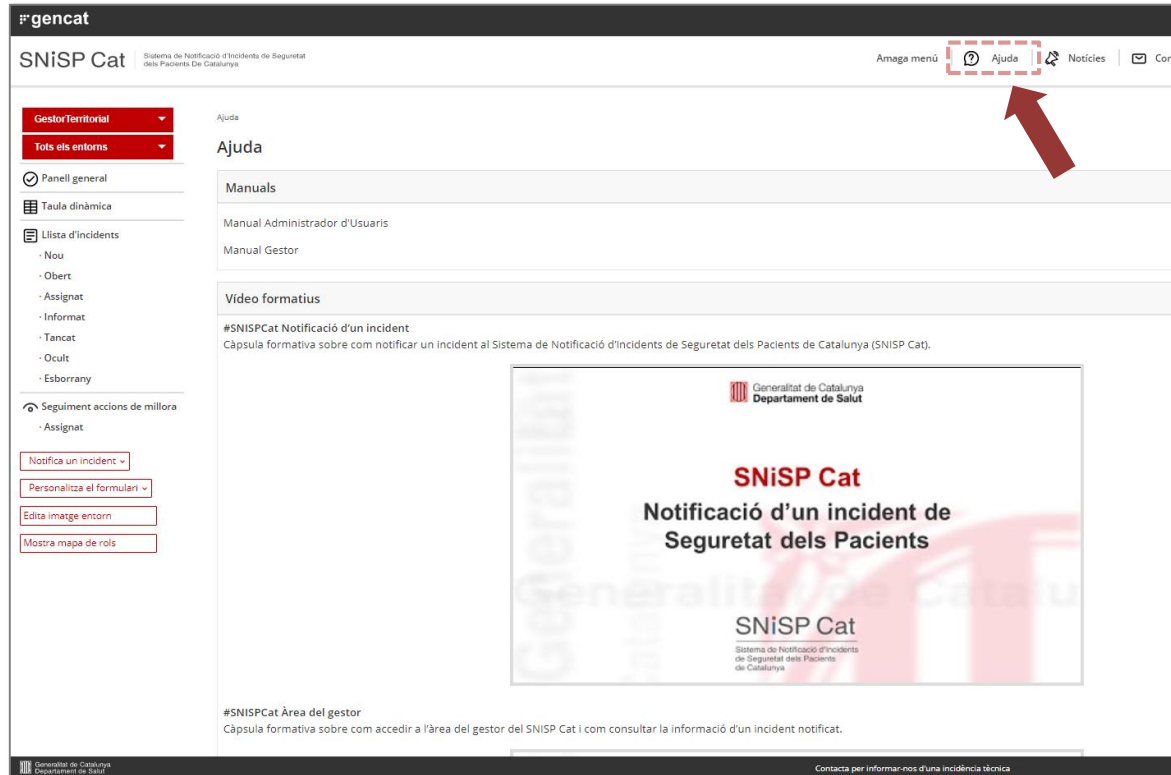 gencat
SNiSP Cat
Sistema de Notificació d'Incidents de Seguretat
dels Pacients De Catalunya
Amaga menú
Ajuda
Notícies
Con
GestorTerritorial
Tots els entorns
Panell general
Taula dinàmica
Llista d'incidents
· Nou
· Obert
· Assignat
· Informat
· Tancat
· Ocult
· Esborrany
Seguiment accions de millora
· Assignat
Notifica un incident
Personalitza el formulari
Edita imatge entorn
Mostra mapa de rols
Ajuda
Ajuda
Manuals
Manual Administrador d'Usuaris
Manual Gestor
Vídeo formatius
#SNISPCat Notificació d'un incident
Càpsula formativa sobre com notificar un incident al Sistema de Notificació d'Incidents de Seguretat dels Pacients de Catalunya (SNISP Cat).
Generalitat de Catalunya
Departament de Salut
SNiSP Cat
Notificació d'un incident de
Seguretat dels Pacients
Generalitat de Catalu
SNiSP Cat
Sistema de Notificació d'Incidents
de Seguretat dels Pacients
de Catalunya
#SNISPCat Àrea del gestor
Càpsula formativa sobre com accedir a l'àrea del gestor del SNISP Cat i com consultar la informació d'un incident notificat.
Generalitat de Catalunya
Departament de Salut
Contacta per informar-nos d'una incidència tècnica